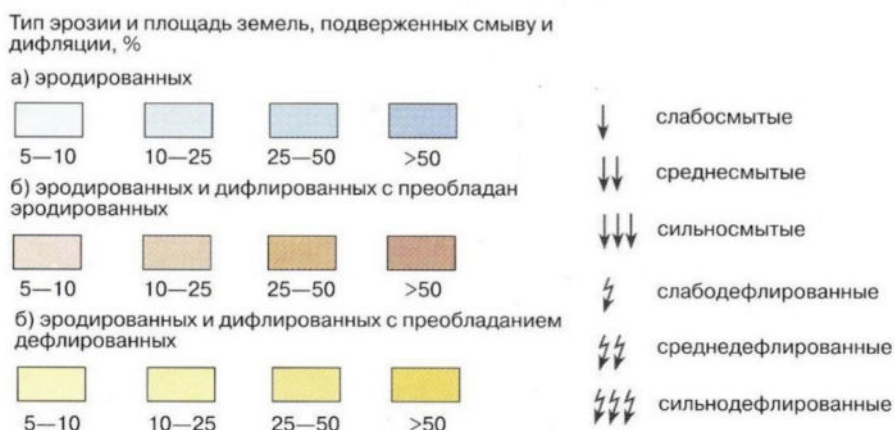 Тип эрозии и площадь земель, подверженных смыву и
дифляции, %
а) эродированных
5—10 10—25 25—50 >50
б) эродированных и дифлированных с преобладан
эродированных
5—10 10—25 25—50 >50
б) эродированных и дифлированных с преобладанием
дефлированных
5—10 10—25 25—50 >50
слабосмытые
среднесмытые
сильносмытые
слабодефлированные
среднедефлированные
сильнодефлированные